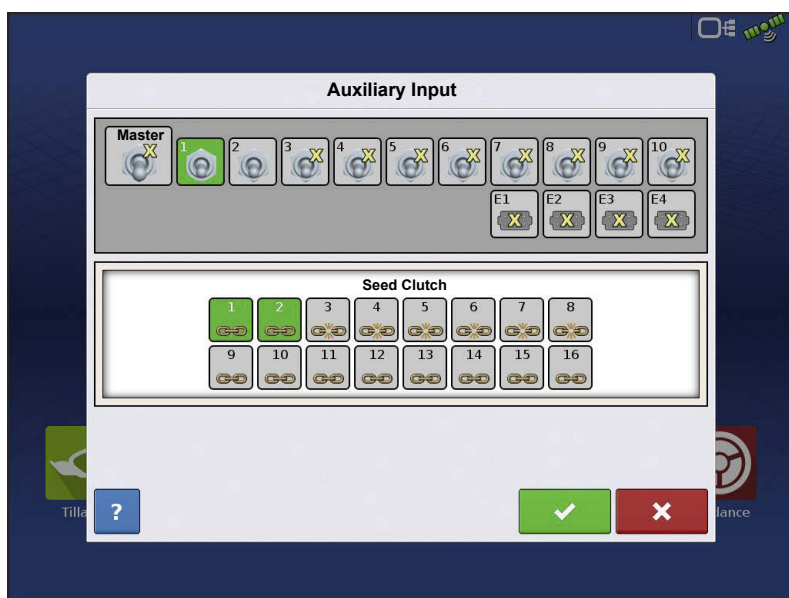 Auxiliary Input
Master
1 2 3 4 5 6 7 8 9 10
E1 E2 E3 E4
Seed Clutch
1 2 3 4 5 6 7 8
9 10 11 12 13 14 15 16
Tilla
dance
?